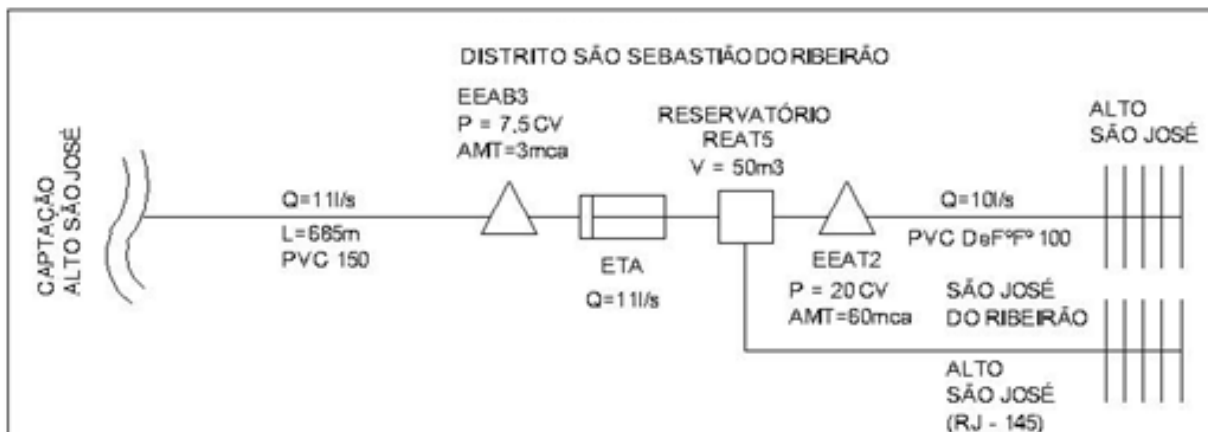 DISTRITO SÃO SEBASTIÃO DO RIBEIRÃO
CAPTAÇÃO
ALTO SÃO JOSÉ
Q=11l/s
L=685m
PVC 150
EEAB3
P = 7,5 CV
AMT=3mca
ETA
Q=11l/s
RESERVATÓRIO
REAT5
V = 50m3
EEAT2
P = 20 CV
AMT=60mca
Q=10l/s
PVC DeFºFº 100
ALTO
SÃO JOSÉ
SÃO JOSÉ
DO RIBEIRÃO
ALTO
SÃO JOSÉ
(RJ - 145)